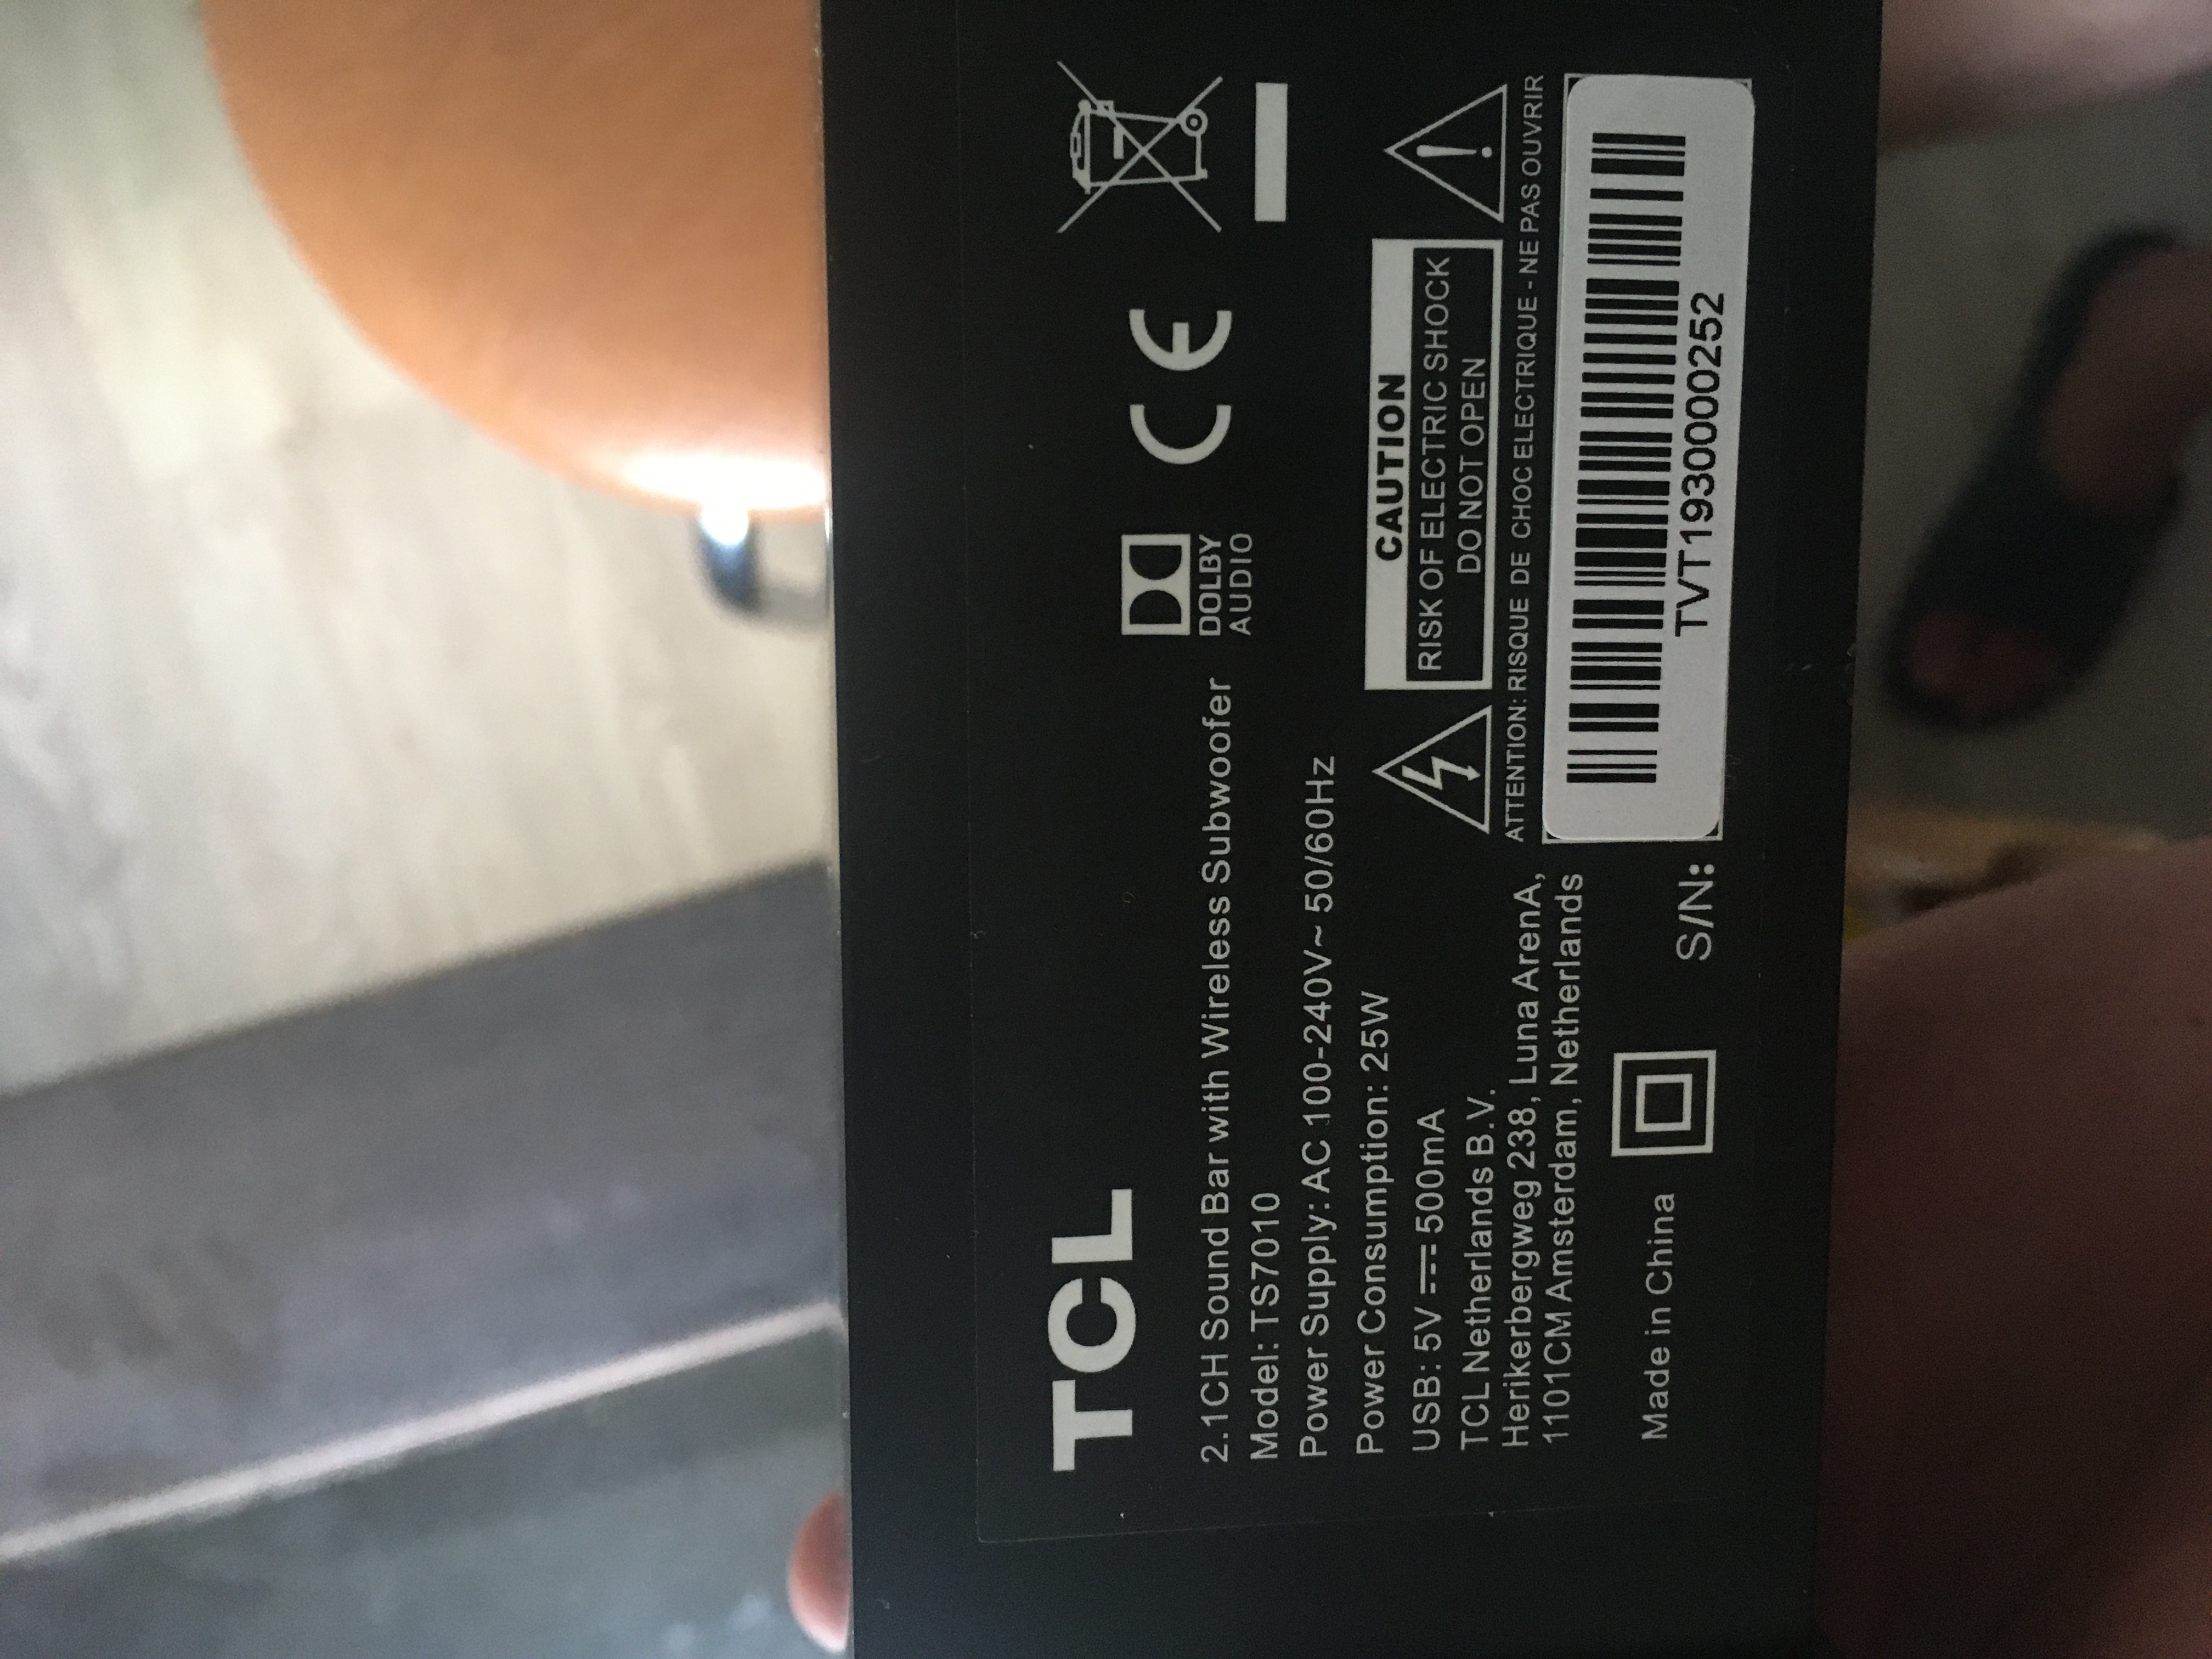 TCL
2.1CH Sound Bar with Wireless Subwoofer
Model: TS7010
Power Supply: AC 100-240V~ 50/60Hz
Power Consumption: 25W
USB: 5V ⎓ 500mA
TCL Netherlands B.V.
Herikerbergweg 238, Luna ArenA,
1101CM Amsterdam, Netherlands
Made in China
DOLBY
AUDIO
CE
CAUTION
RISK OF ELECTRIC SHOCK
DO NOT OPEN
ATTENTION: RISQUE DE CHOC ELECTRIQUE - NE PAS OUVRIR
S/N:
TVT1930000252